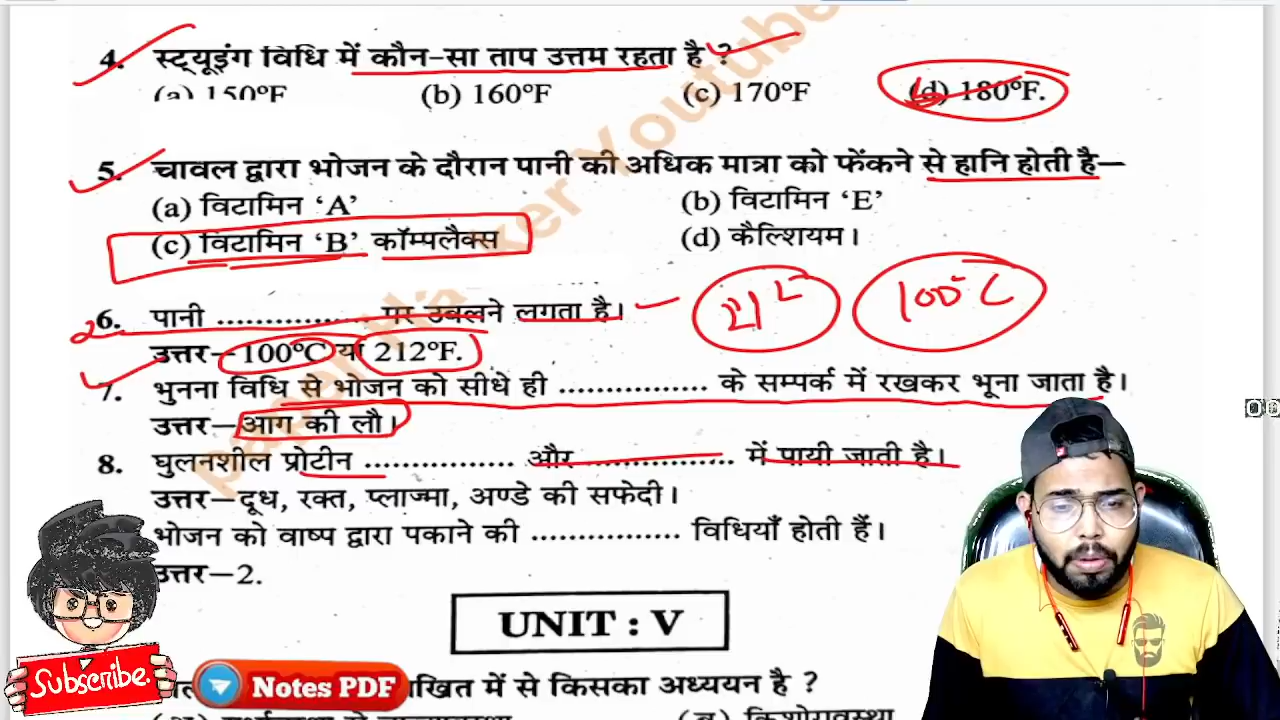 4. स्ट्यूइंग विधि में कौन-सा ताप उत्तम रहता है ?
(a) 150°F (b) 160°F (c) 170°F (d) 180°F.
5. चावल द्वारा भोजन के दौरान पानी की अधिक मात्रा को फेंकने से हानि होती है—
(a) विटामिन ‘A’ (b) विटामिन ‘E’
(c) विटामिन ‘B’ कॉम्पलैक्स (d) कैल्शियम।
6. पानी .................... पर उबलने लगता है।
100°C
उत्तर—100°C या 212°F.
7. भुनना विधि से भोजन को सीधे ही ................. के सम्पर्क में रखकर भूना जाता है।
उत्तर—आग की लौ।
8. घुलनशील प्रोटीन ................. और ................. में पायी जाती है।
उत्तर—दूध, रक्त, प्लाज्मा, अण्डे की सफेदी।
भोजन को वाष्प द्वारा पकाने की ................. विधियाँ होती हैं।
उत्तर—2.
UNIT : V
में से किसका अध्ययन है ?
किशोरावस्था
Subscribe.
Notes PDF